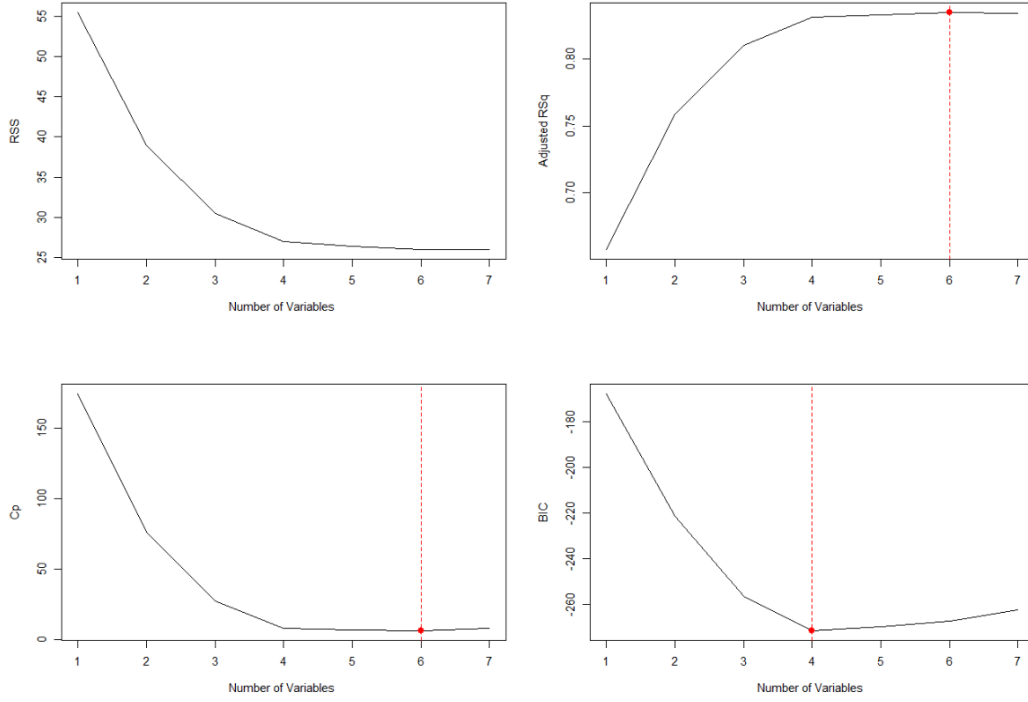 RSS
55
50
45
40
35
30
25
1 2 3 4 5 6 7
Number of Variables
Adjusted RSq
0.80
0.75
0.70
1 2 3 4 5 6 7
Number of Variables
Cp
150
100
50
0
1 2 3 4 5 6 7
Number of Variables
BIC
-180
-200
-220
-240
-260
1 2 3 4 5 6 7
Number of Variables